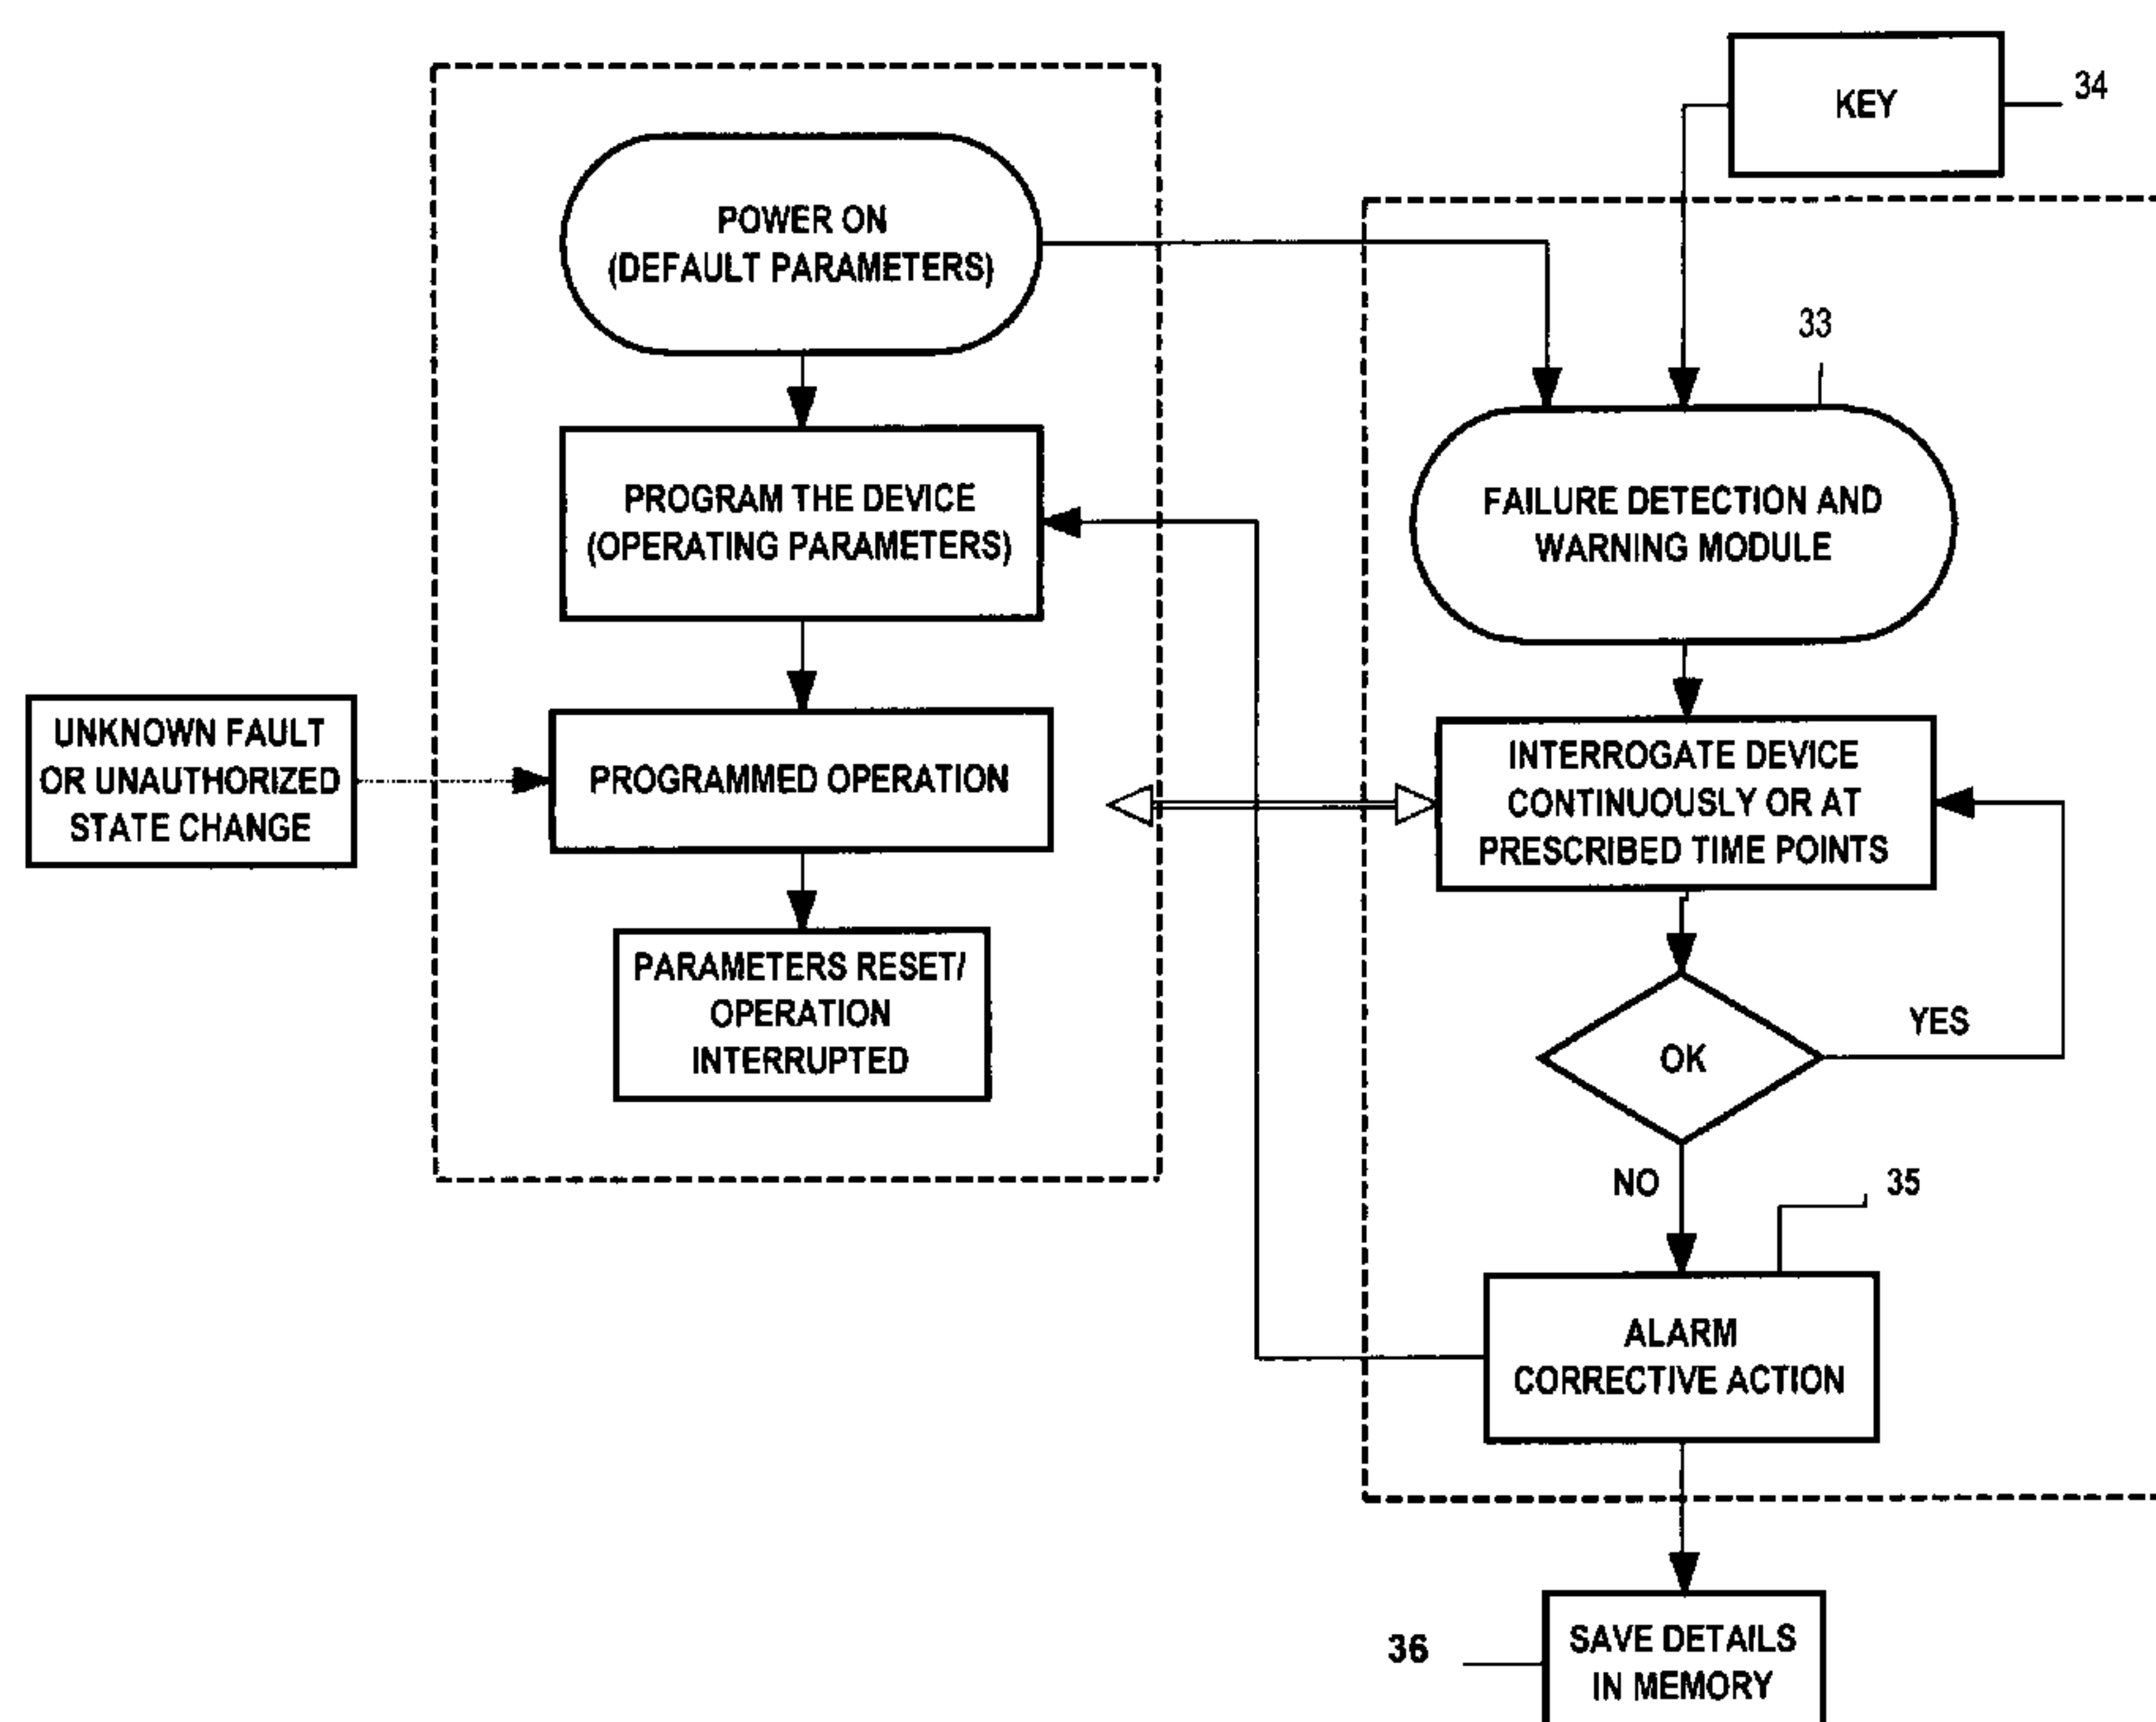 KEY
34
POWER ON
(DEFAULT PARAMETERS)
33
PROGRAM THE DEVICE
(OPERATING PARAMETERS)
FAILURE DETECTION AND
WARNING MODULE
UNKNOWN FAULT
OR UNAUTHORIZED
STATE CHANGE
PROGRAMMED OPERATION
INTERROGATE DEVICE
CONTINUOUSLY OR AT
PRESCRIBED TIME POINTS
PARAMETERS RESET/
OPERATION
INTERRUPTED
OK
YES
NO
35
ALARM
CORRECTIVE ACTION
36
SAVE DETAILS
IN MEMORY